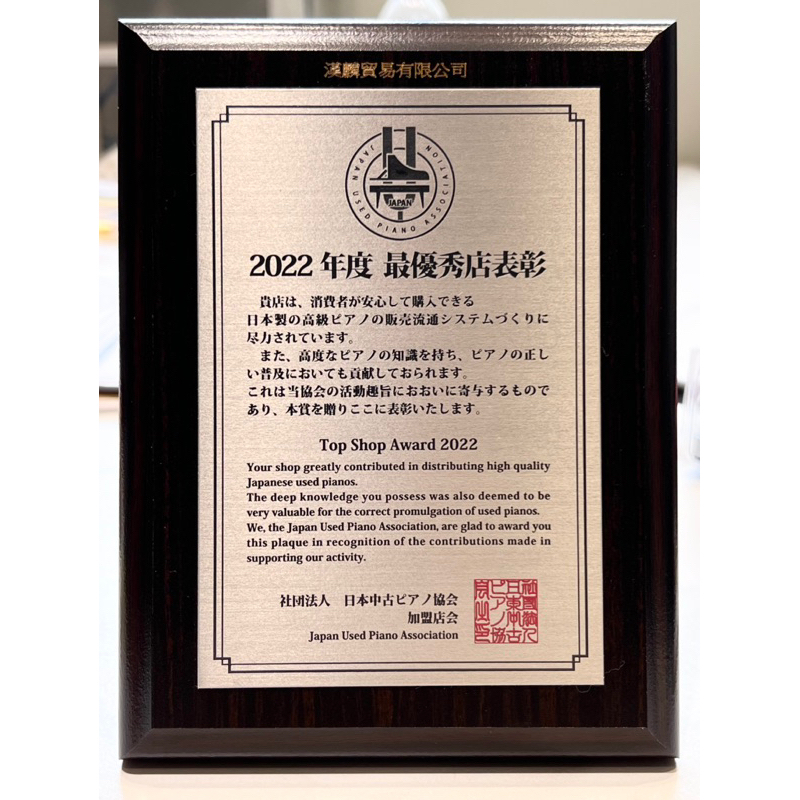 漢麟貿易有限公司
JAPAN USED PIANO ASSOCIATION
JAPAN
2022 年度 最優秀店表彰
貴店は、消費者が安心して購入できる
日本製の高級ピアノの販売流通システムづくりに
尽力されています。
また、高度なピアノの知識を持ち、ピアノの正し
い普及においても貢献しておられます。
これは当協会の活動趣旨におおいに寄与するもので
あり、本賞を贈りここに表彰いたします。
Top Shop Award 2022
Your shop greatly contributed in distributing high quality
Japanese used pianos.
The deep knowledge you possess was also deemed to be
very valuable for the correct promulgation of used pianos.
We, the Japan Used Piano Association, are glad to award you
this plaque in recognition of the contributions made in
supporting our activity.
社団法人 日本中古ピアノ協会
加盟店会
Japan Used Piano Association